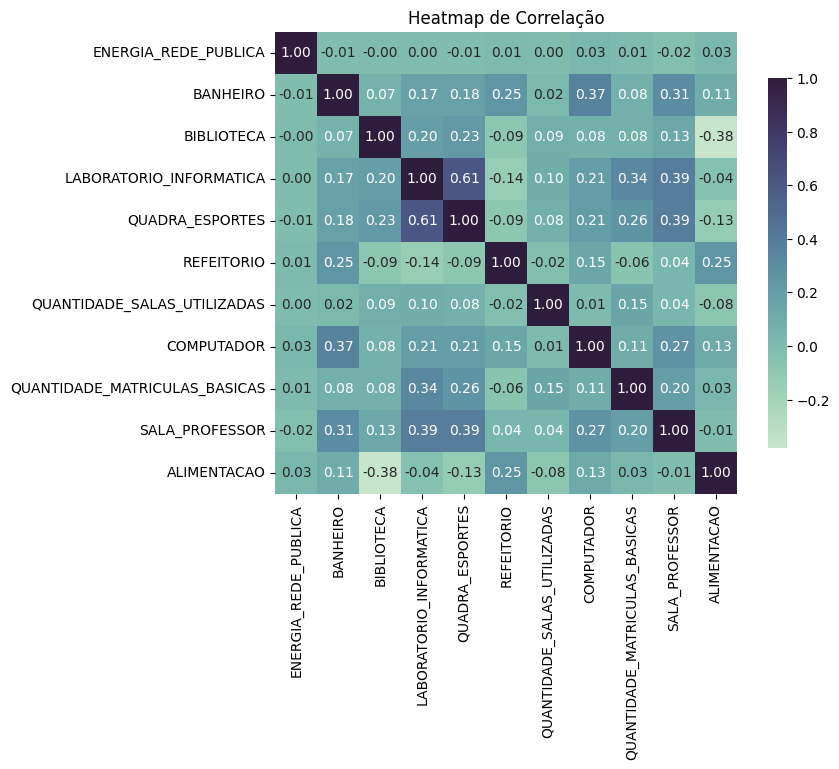 Heatmap de Correlação
ENERGIA_REDE_PUBLICA 1.00 -0.01 -0.00 0.00 -0.01 0.01 0.00 0.03 0.01 -0.02 0.03
BANHEIRO -0.01 1.00 0.07 0.17 0.18 0.25 0.02 0.37 0.08 0.31 0.11
BIBLIOTECA -0.00 0.07 1.00 0.20 0.23 -0.09 0.09 0.08 0.08 0.13 -0.38
LABORATORIO_INFORMATICA 0.00 0.17 0.20 1.00 0.61 -0.14 0.10 0.21 0.34 0.39 -0.04
QUADRA_ESPORTES -0.01 0.18 0.23 0.61 1.00 -0.09 0.08 0.21 0.26 0.39 -0.13
REFEITORIO 0.01 0.25 -0.09 -0.14 -0.09 1.00 -0.02 0.15 -0.06 0.04 0.25
QUANTIDADE_SALAS_UTILIZADAS 0.00 0.02 0.09 0.10 0.08 -0.02 1.00 0.01 0.15 0.04 -0.08
COMPUTADOR 0.03 0.37 0.08 0.21 0.21 0.15 0.01 1.00 0.11 0.27 0.13
QUANTIDADE_MATRICULAS_BASICAS 0.01 0.08 0.08 0.34 0.26 -0.06 0.15 0.11 1.00 0.20 0.03
SALA_PROFESSOR -0.02 0.31 0.13 0.39 0.39 0.04 0.04 0.27 0.20 1.00 -0.01
ALIMENTACAO 0.03 0.11 -0.38 -0.04 -0.13 0.25 -0.08 0.13 0.03 -0.01 1.00
ENERGIA_REDE_PUBLICA
BANHEIRO
BIBLIOTECA
LABORATORIO_INFORMATICA
QUADRA_ESPORTES
REFEITORIO
QUANTIDADE_SALAS_UTILIZADAS
COMPUTADOR
QUANTIDADE_MATRICULAS_BASICAS
SALA_PROFESSOR
ALIMENTACAO
1.0
0.8
0.6
0.4
0.2
0.0
−0.2